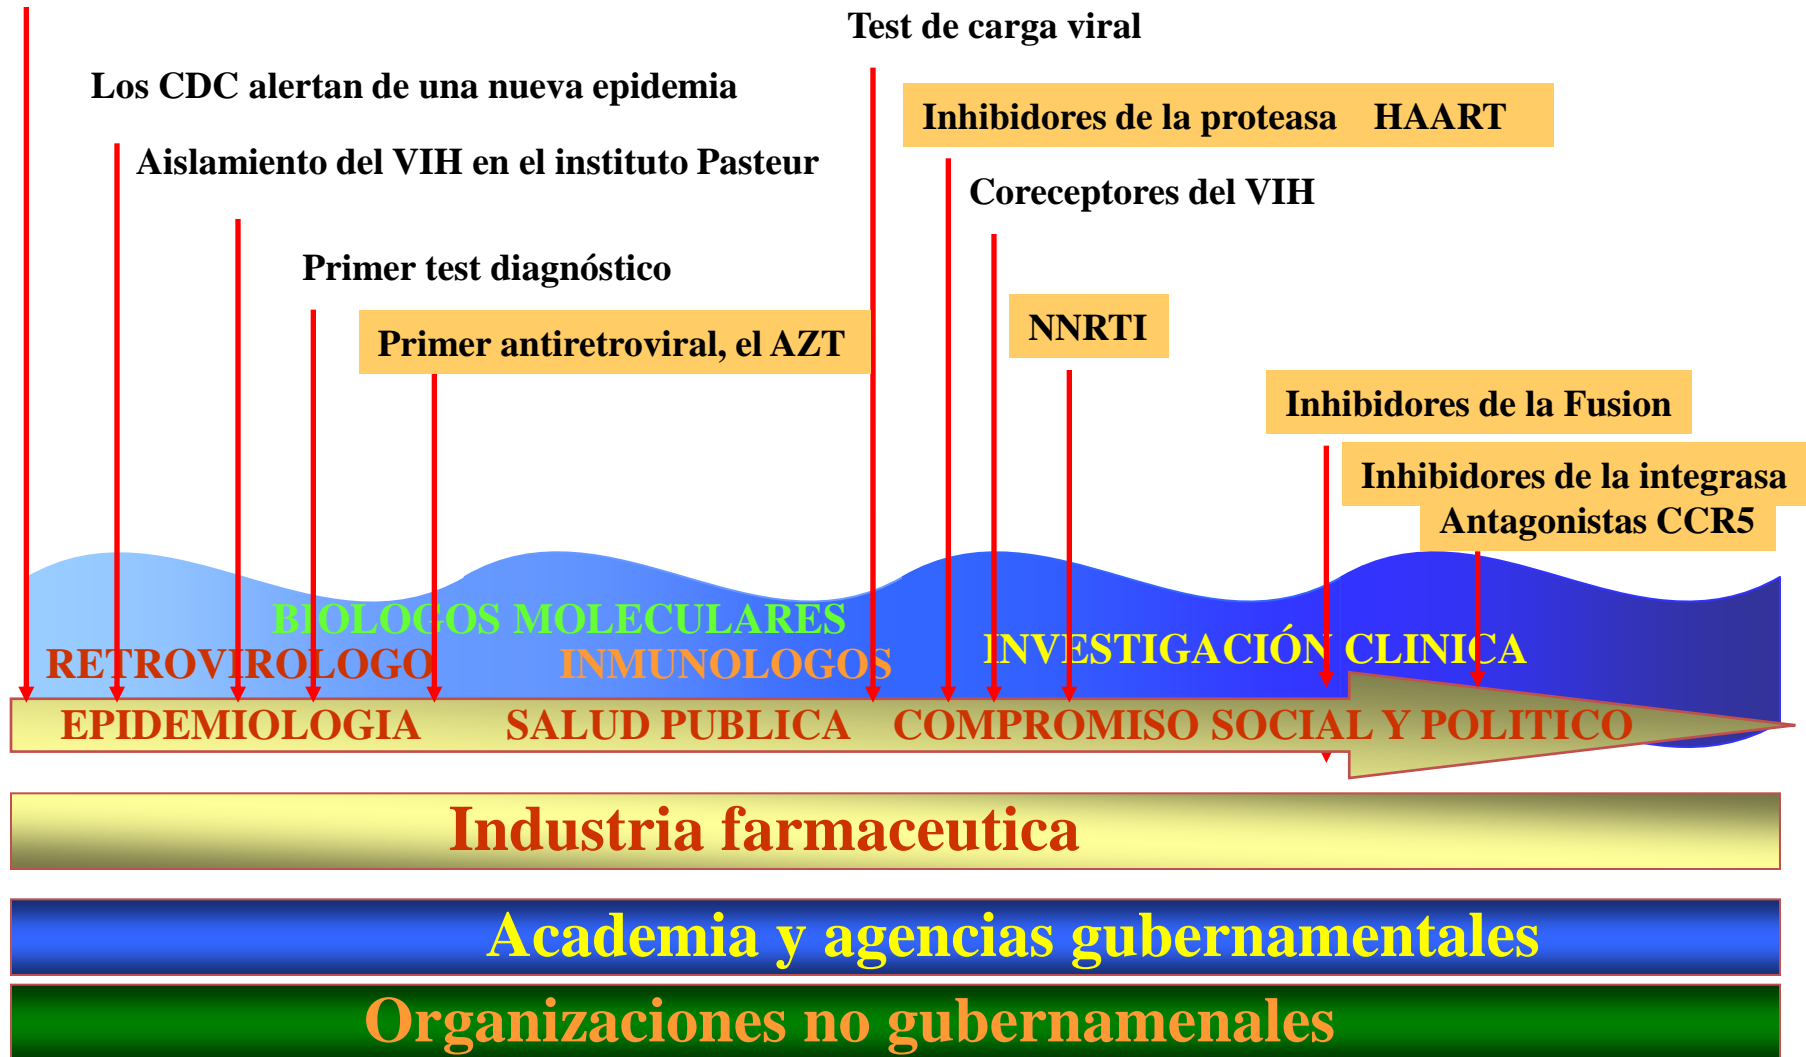 Test de carga viral
Los CDC alertan de una nueva epidemia
Inhibidores de la proteasa HAART
Aislamiento del VIH en el instituto Pasteur
Coreceptores del VIH
Primer test diagnóstico
Primer antiretroviral, el AZT
NNRTI
Inhibidores de la Fusion
Inhibidores de la integrasa
Antagonistas CCR5
BIOLOGOS MOLECULARES
RETROVIROLOGO
INMUNOLOGOS
INVESTIGACIÓN CLINICA
EPIDEMIOLOGIA
SALUD PUBLICA
COMPROMISO SOCIAL Y POLITICO
Industria farmaceutica
Academia y agencias gubernamentales
Organizaciones no gubernamenales